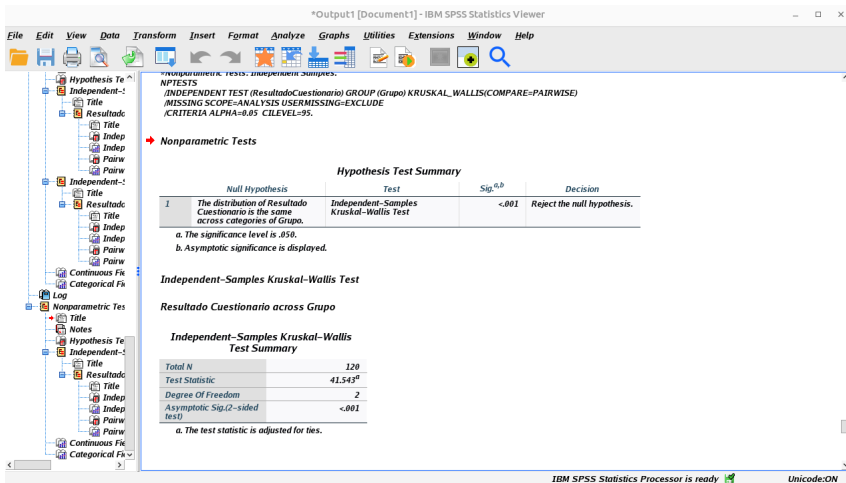 *Output1 [Document1] - IBM SPSS Statistics Viewer
File Edit View Data Transform Insert Format Analyze Graphs Utilities Extensions Window Help
Hypothesis Te
Independent-S
Title
Resultado
Title
Indep
Indep
Pairw
Pairw
Independent-S
Title
Resultado
Title
Indep
Indep
Pairw
Pairw
Continuous Fie
Categorical Fi
Log
Nonparametric Tes
Title
Notes
Hypothesis Te
Independent-S
Title
Resultado
Title
Indep
Indep
Pairw
Pairw
Continuous Fie
Categorical Fie
*Nonparametric Tests: Independent Samples.
NPTESTS
/INDEPENDENT TEST (ResultadoCuestionario) GROUP (Grupo) KRUSKAL_WALLIS(COMPARE=PAIRWISE)
/MISSING SCOPE=ANALYSIS USERMISSING=EXCLUDE
/CRITERIA ALPHA=0.05 CILEVEL=95.
Nonparametric Tests
Hypothesis Test Summary
Null Hypothesis Test Sig.a,b Decision
1 The distribution of Resultado Independent-Samples <.001 Reject the null hypothesis.
Cuestionario is the same Kruskal-Wallis Test
across categories of Grupo.
a. The significance level is .050.
b. Asymptotic significance is displayed.
Independent-Samples Kruskal-Wallis Test
Resultado Cuestionario across Grupo
Independent-Samples Kruskal-Wallis
Test Summary
Total N 120
Test Statistic 41.543a
Degree Of Freedom 2
Asymptotic Sig.(2-sided <.001
test)
a. The test statistic is adjusted for ties.
IBM SPSS Statistics Processor is ready Unicode:ON